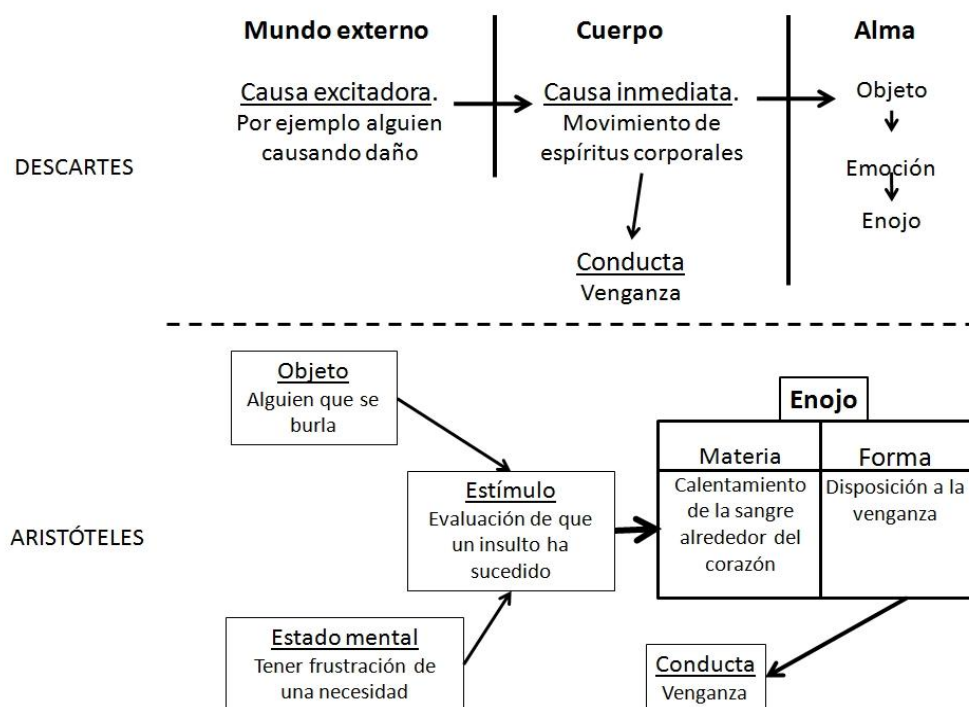 Mundo externo
Cuerpo
Alma
Causa excitadora.
Por ejemplo alguien
causando daño
Causa inmediata.
Movimiento de
espíritus corporales
Objeto
Emoción
Enojo
DESCARTES
Conducta
Venganza
Objeto
Alguien que se
burla
Enojo
Materia
Forma
Calentamiento
de la sangre
alrededor del
corazón
Disposición a la
venganza
Estímulo
Evaluación de que
un insulto ha
sucedido
ARISTÓTELES
Estado mental
Tener frustración de
una necesidad
Conducta
Venganza